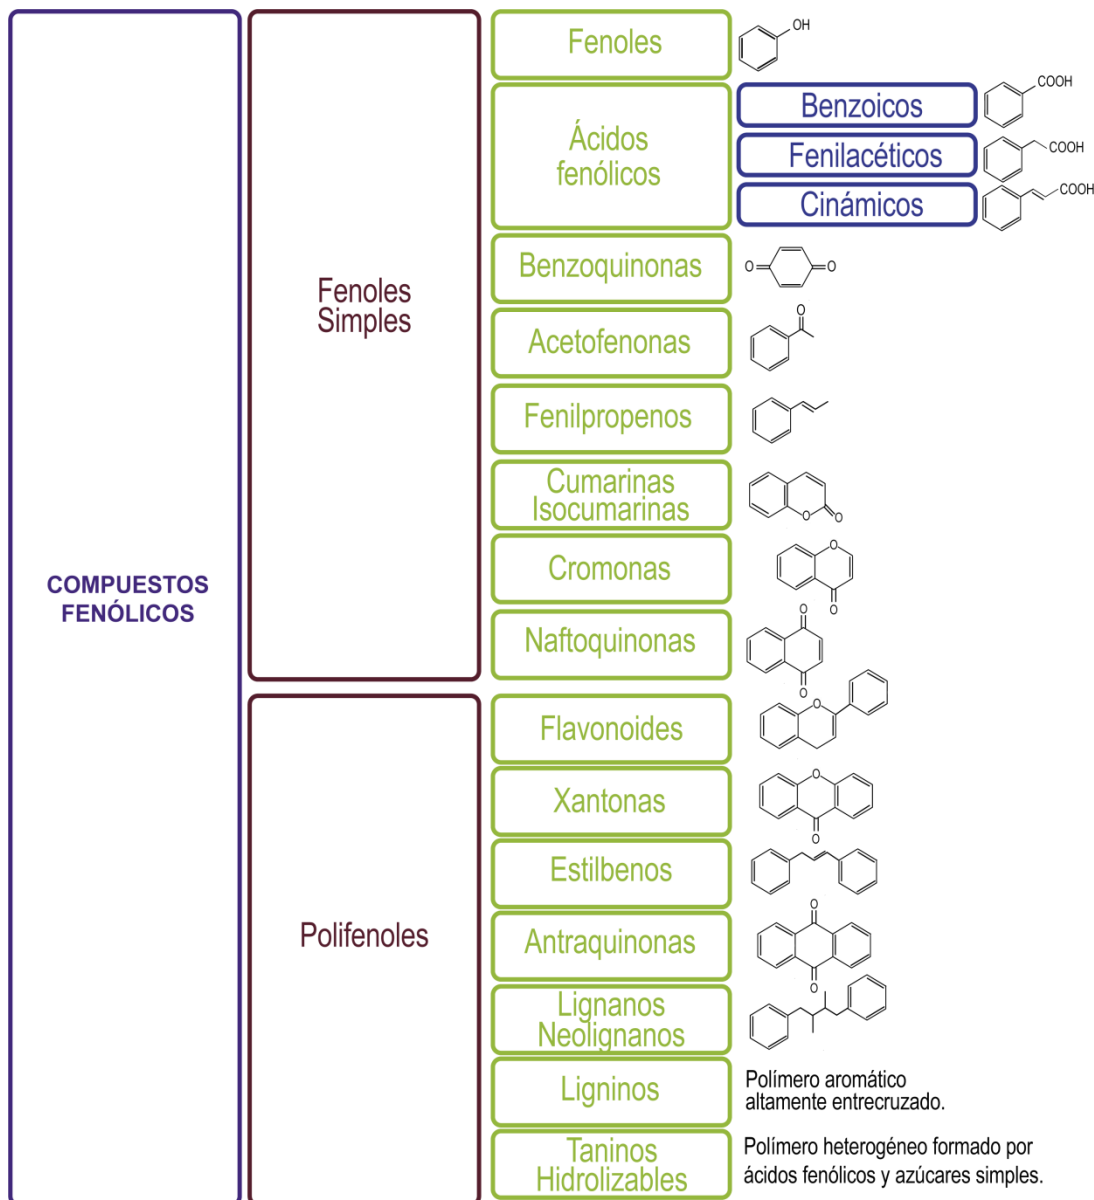 COMPUESTOS
FENÓLICOS
Fenoles
Simples
Fenoles
OH
Ácidos
fenólicos
Benzoicos
COOH
Fenilacéticos
COOH
Cinámicos
COOH
Benzoquinonas
O
O
Acetofenonas
O
Fenilpropenos
Cumarinas
Isocumarinas
O
O
Cromonas
O
O
Naftoquinonas
O
O
Polifenoles
Flavonoides
O
Xantonas
O
O
Estilbenos
Antraquinonas
O
O
Lignanos
Neolignanos
Ligninos
Polímero aromático
altamente entrecruzado.
Taninos
Hidrolizables
Polímero heterogéneo formado por
ácidos fenólicos y azúcares simples.